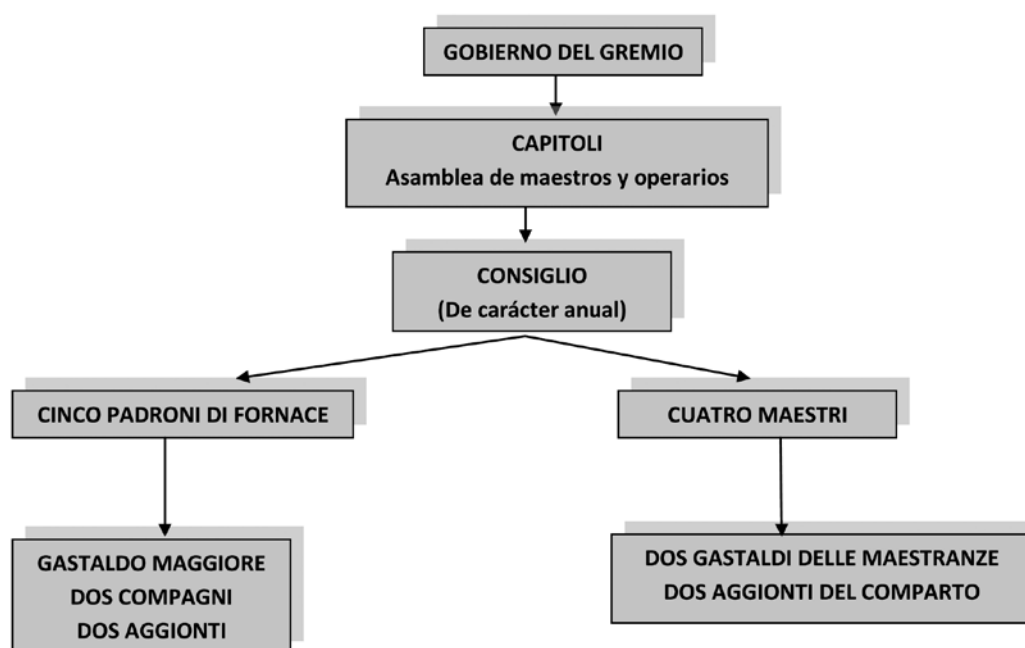 GOBIERNO DEL GREMIO
CAPITOLI
Asamblea de maestros y operarios
CONSIGLIO
(De carácter anual)
CINCO PADRONI DI FORNACE
CUATRO MAESTRI
GASTALDO MAGGIORE
DOS COMPAGNI
DOS AGGIONTI
DOS GASTALDI DELLE MAESTRANZE
DOS AGGIONTI DEL COMPARTO